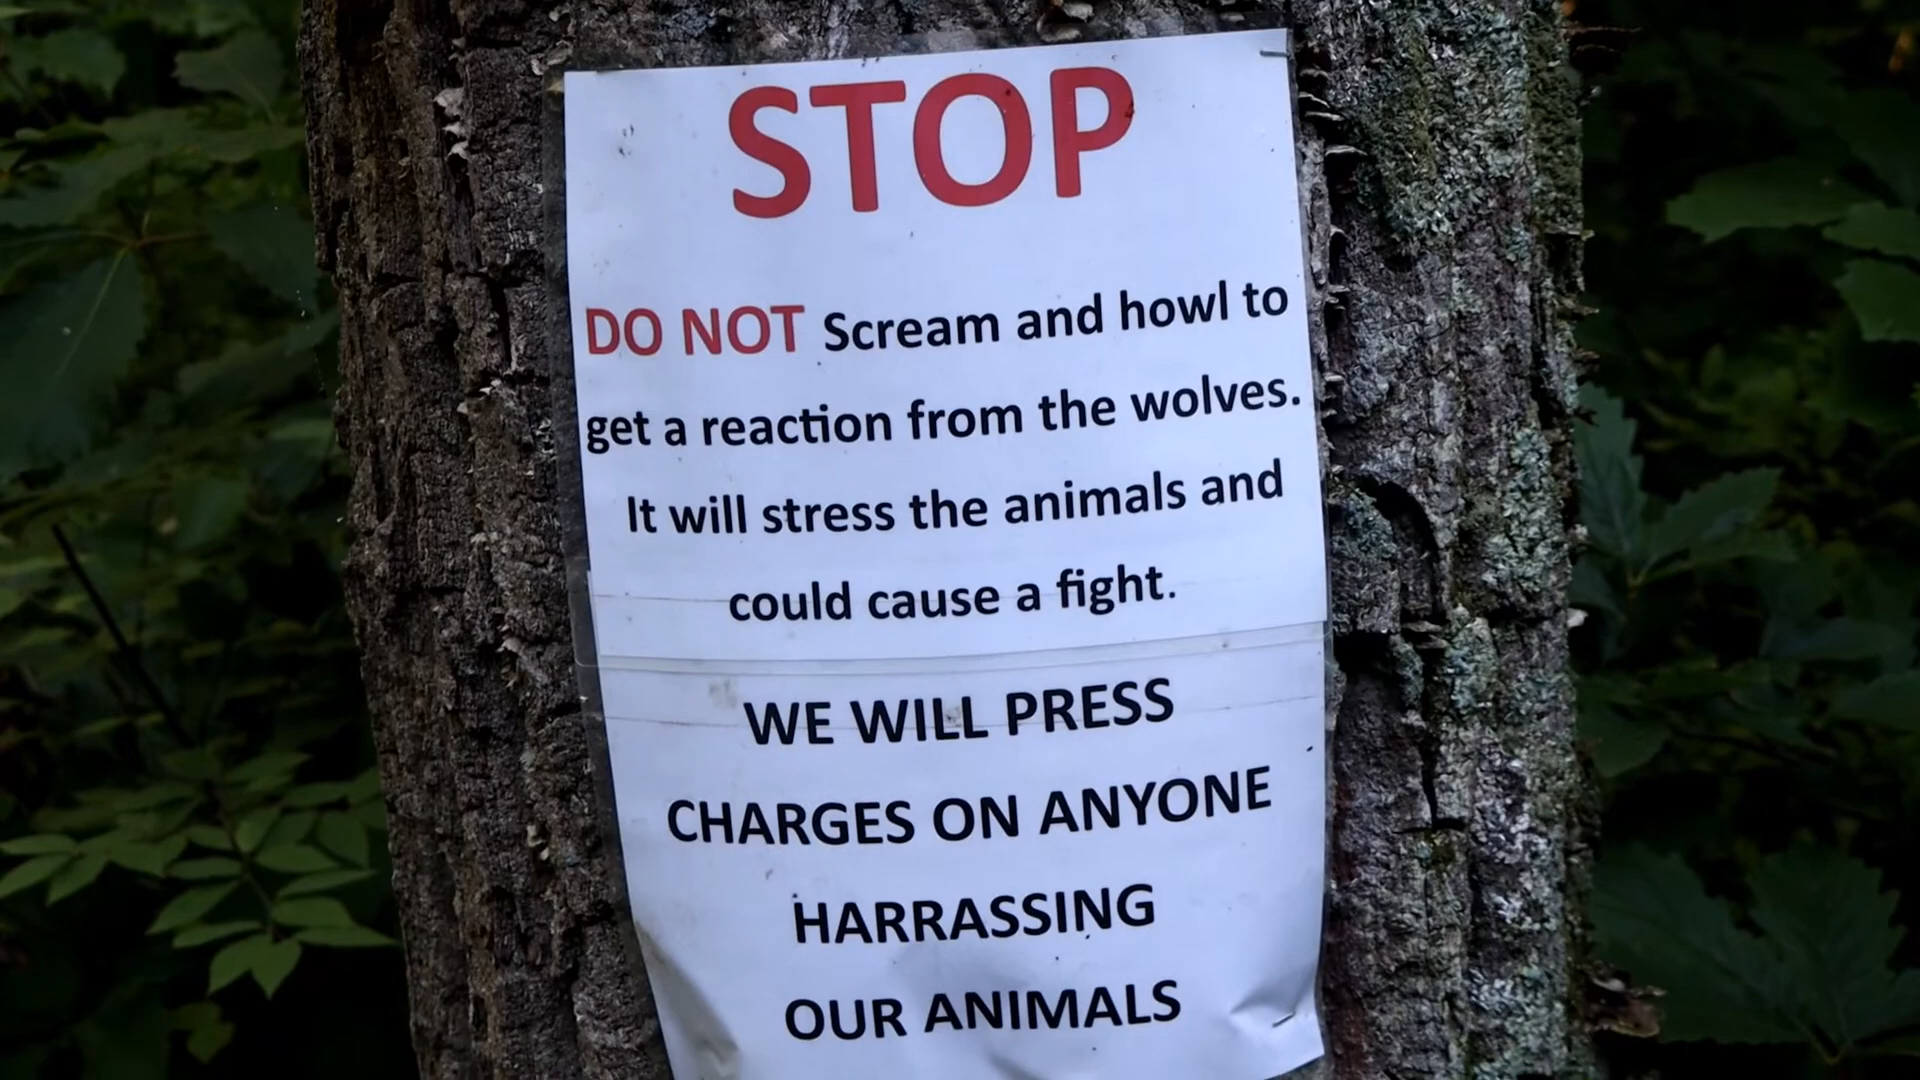 STOP
DO NOT Scream and howl to
get a reaction from the wolves.
It will stress the animals and
could cause a fight.
WE WILL PRESS
CHARGES ON ANYONE
HARRASSING
OUR ANIMALS